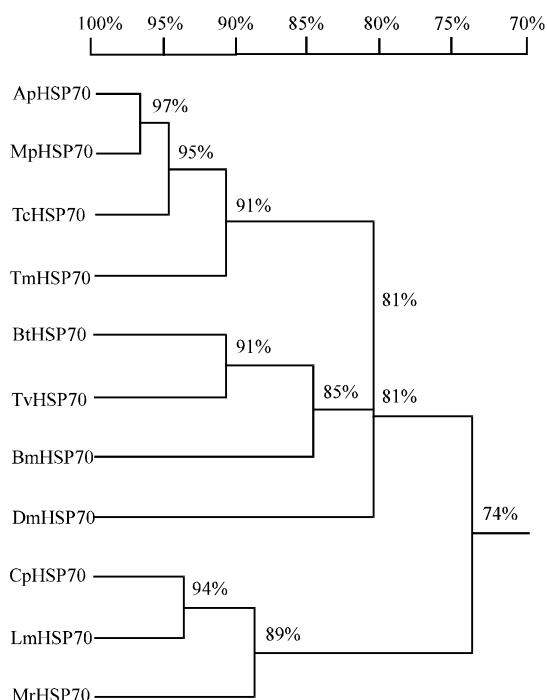 100% 95% 90% 85% 80% 75% 70%
ApHSP70
97%
MpHSP70
95%
TcHSP70
91%
TmHSP70
81%
BtHSP70
91%
85%
81%
TvHSP70
BmHSP70
DmHSP70
74%
CpHSP70
94%
LmHSP70
89%
MrHSP70